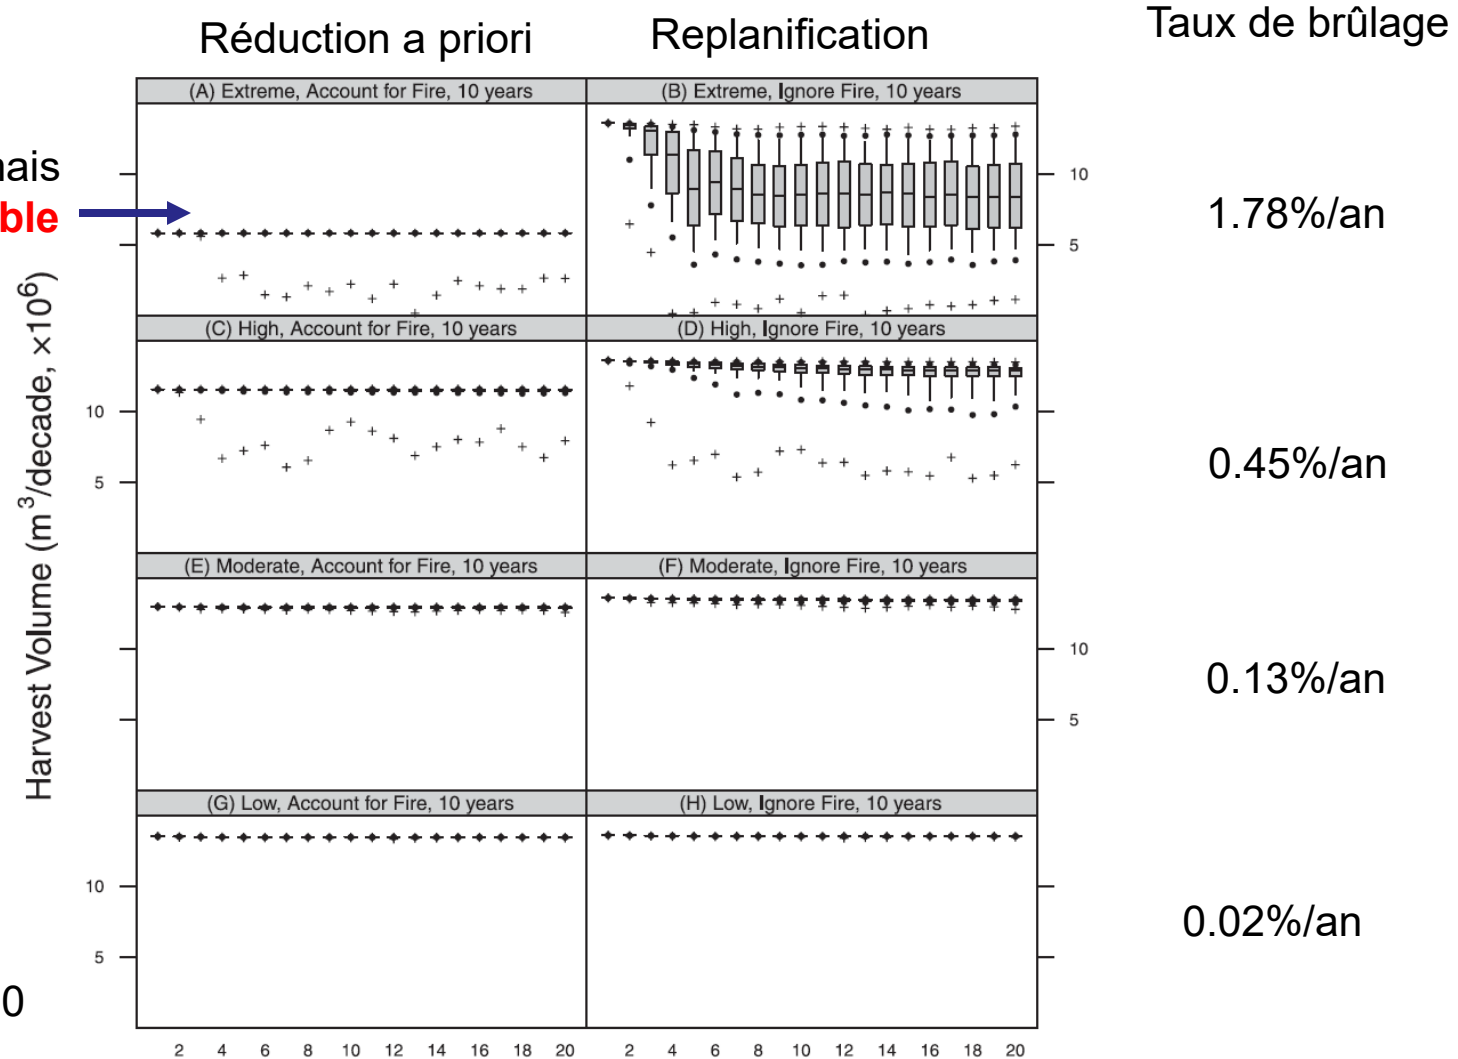 Réduction a priori
Replanification
Taux de brûlage
(A) Extreme, Account for Fire, 10 years
(B) Extreme, Ignore Fire, 10 years
10
5
1.78%/an
Harvest Volume (m³/decade, ×10⁶)
(C) High, Account for Fire, 10 years
(D) High, Ignore Fire, 10 years
10
5
0.45%/an
(E) Moderate, Account for Fire, 10 years
(F) Moderate, Ignore Fire, 10 years
10
5
0.13%/an
(G) Low, Account for Fire, 10 years
(H) Low, Ignore Fire, 10 years
10
5
0.02%/an
0
2 4 6 8 10 12 14 16 18 20
2 4 6 8 10 12 14 16 18 20